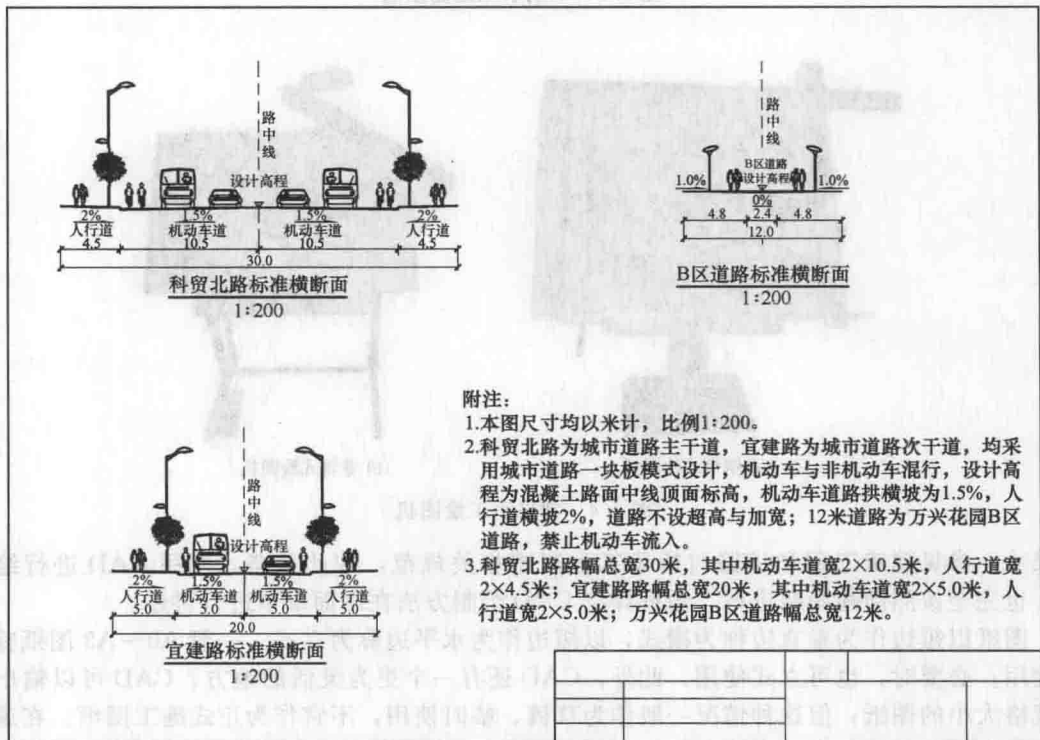 路中线
设计高程
2% 1.5% 1.5% 2%
人行道 机动车道 机动车道 人行道
4.5 10.5 10.5 4.5
30.0
科贸北路标准横断面
1:200
路中线
B区道路
设计高程
1.0% 1.0%
0%
4.8 2.4 4.8
12.0
B区道路标准横断面
1:200
路中线
设计高程
2% 1.5% 1.5% 2%
人行道 机动车道 机动车道 人行道
5.0 5.0 5.0 5.0
20.0
宜建路标准横断面
1:200
附注:
1.本图尺寸均以米计，比例1:200。
2.科贸北路为城市道路主干道，宜建路为城市道路次干道，均采
用城市道路一块板模式设计，机动车与非机动车混行，设计高
程为混凝土路面中线顶面标高，机动车道路拱横坡为1.5%，人
行道横坡2%，道路不设超高与加宽；12米道路为万兴花园B区
道路，禁止机动车流入。
3.科贸北路路幅总宽30米，其中机动车道宽2×10.5米，人行道宽
2×4.5米；宜建路路幅总宽20米，其中机动车道宽2×5.0米，人
行道宽2×5.0米；万兴花园B区道路幅总宽12米。